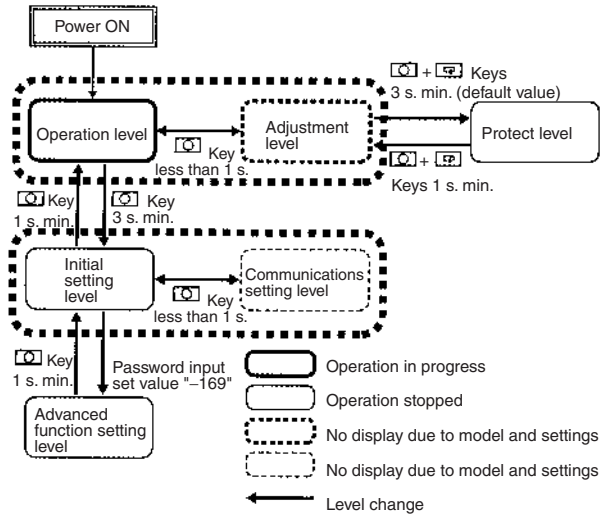 Power ON
Operation level
Key
less than 1 s.
Adjustment
level
+ Keys
3 s. min. (default value)
Protect level
+
Keys 1 s. min.
Key
1 s. min.
Key
3 s. min.
Initial
setting
level
Key
less than 1 s.
Communications
setting level
Key
1 s. min.
Password input
set value "–169"
Advanced
function setting
level
Operation in progress
Operation stopped
No display due to model and settings
No display due to model and settings
Level change